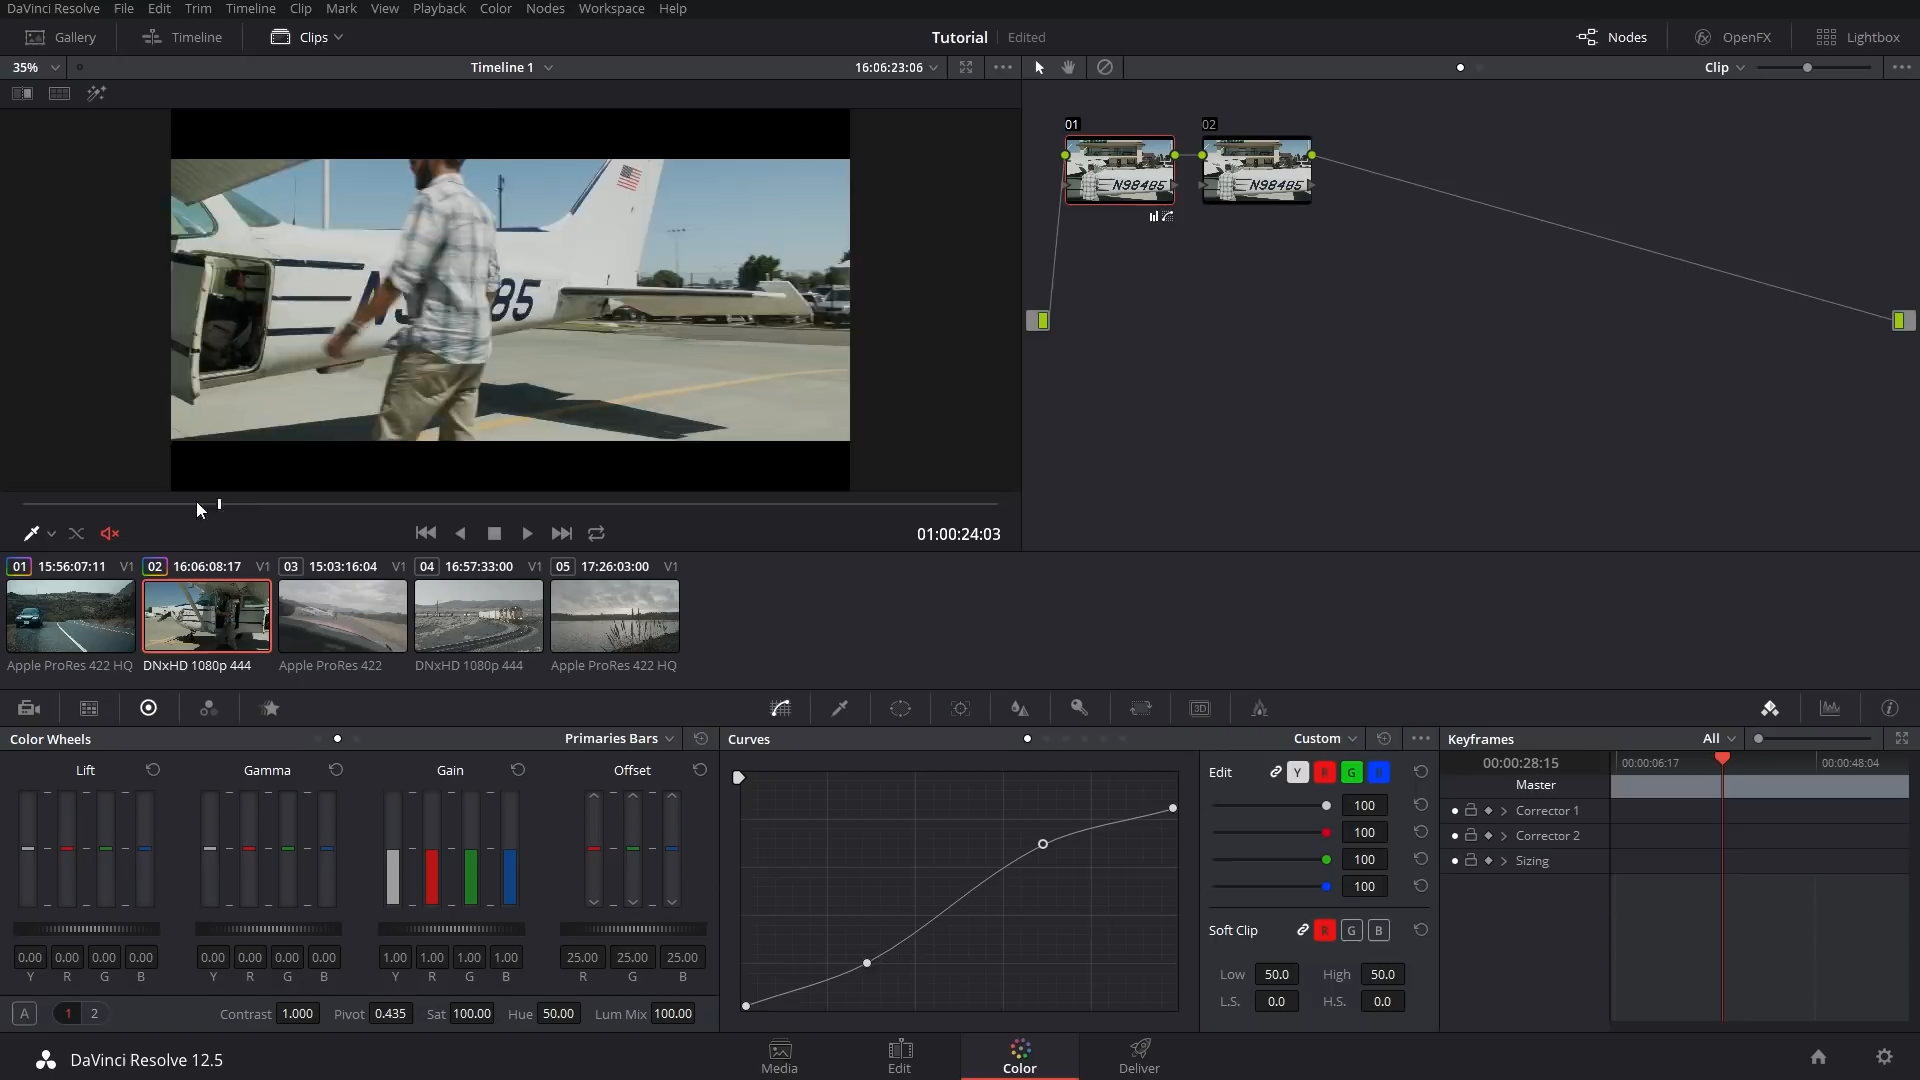 DaVinci Resolve File Edit Trim Timeline Clip Mark View Playback Color Nodes Workspace Help
Gallery Timeline Clips Tutorial Edited Nodes OpenFX Lightbox
35% Timeline 1 16:06:23:06 Clip
01 02
N98485 N98485
85
01:00:24:03
01 15:56:07:11 V1 02 16:06:08:17 V1 03 15:03:16:04 V1 04 16:57:33:00 V1 05 17:26:03:00 V1
Apple ProRes 422 HQ DNxHD 1080p 444 Apple ProRes 422 DNxHD 1080p 444 Apple ProRes 422 HQ
3D
Color Wheels Primaries Bars Curves Custom Keyframes All
Lift Gamma Gain Offset Edit Y R G B 00:00:28:15 00:00:06:17 00:00:48:04
Master
100 Corrector 1
100 Corrector 2
100 Sizing
100
Soft Clip R G B
0.00 0.00 0.00 0.00 0.00 0.00 0.00 0.00 1.00 1.00 1.00 1.00 25.00 25.00 25.00
Y R G B Y R G B Y R G B R G B
Low 50.0 High 50.0
L.S. 0.0 H.S. 0.0
A 1 2 Contrast 1.000 Pivot 0.435 Sat 100.00 Hue 50.00 Lum Mix 100.00
DaVinci Resolve 12.5 Media Edit Color Deliver